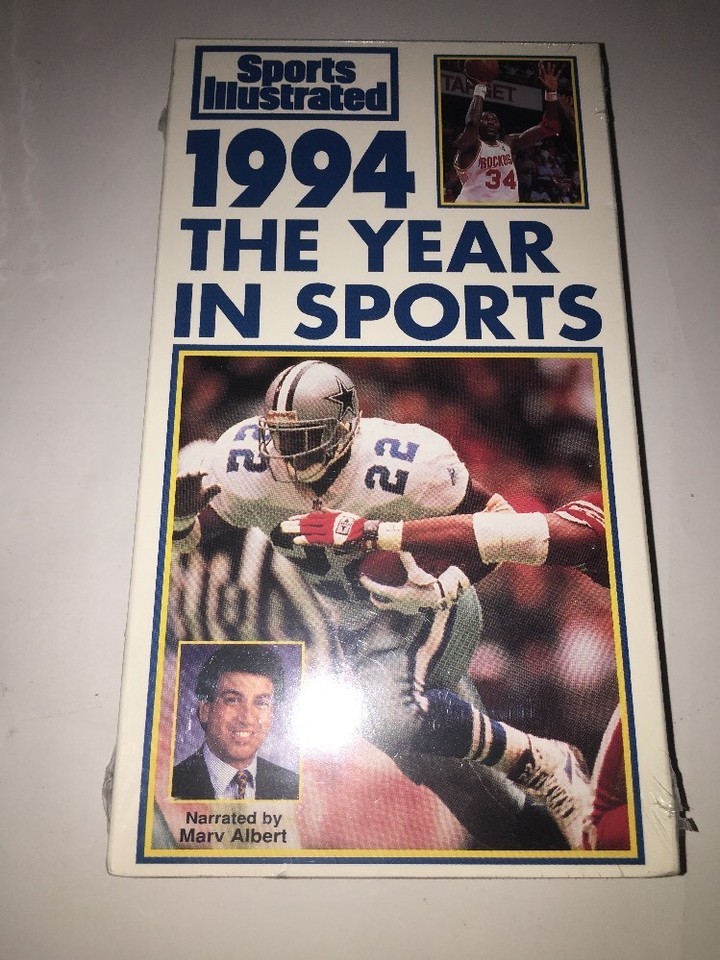 Sports
Illustrated
1994
THE YEAR
IN SPORTS
TARGET
ROCKETS
34
22
22
Narrated by
Marv Albert